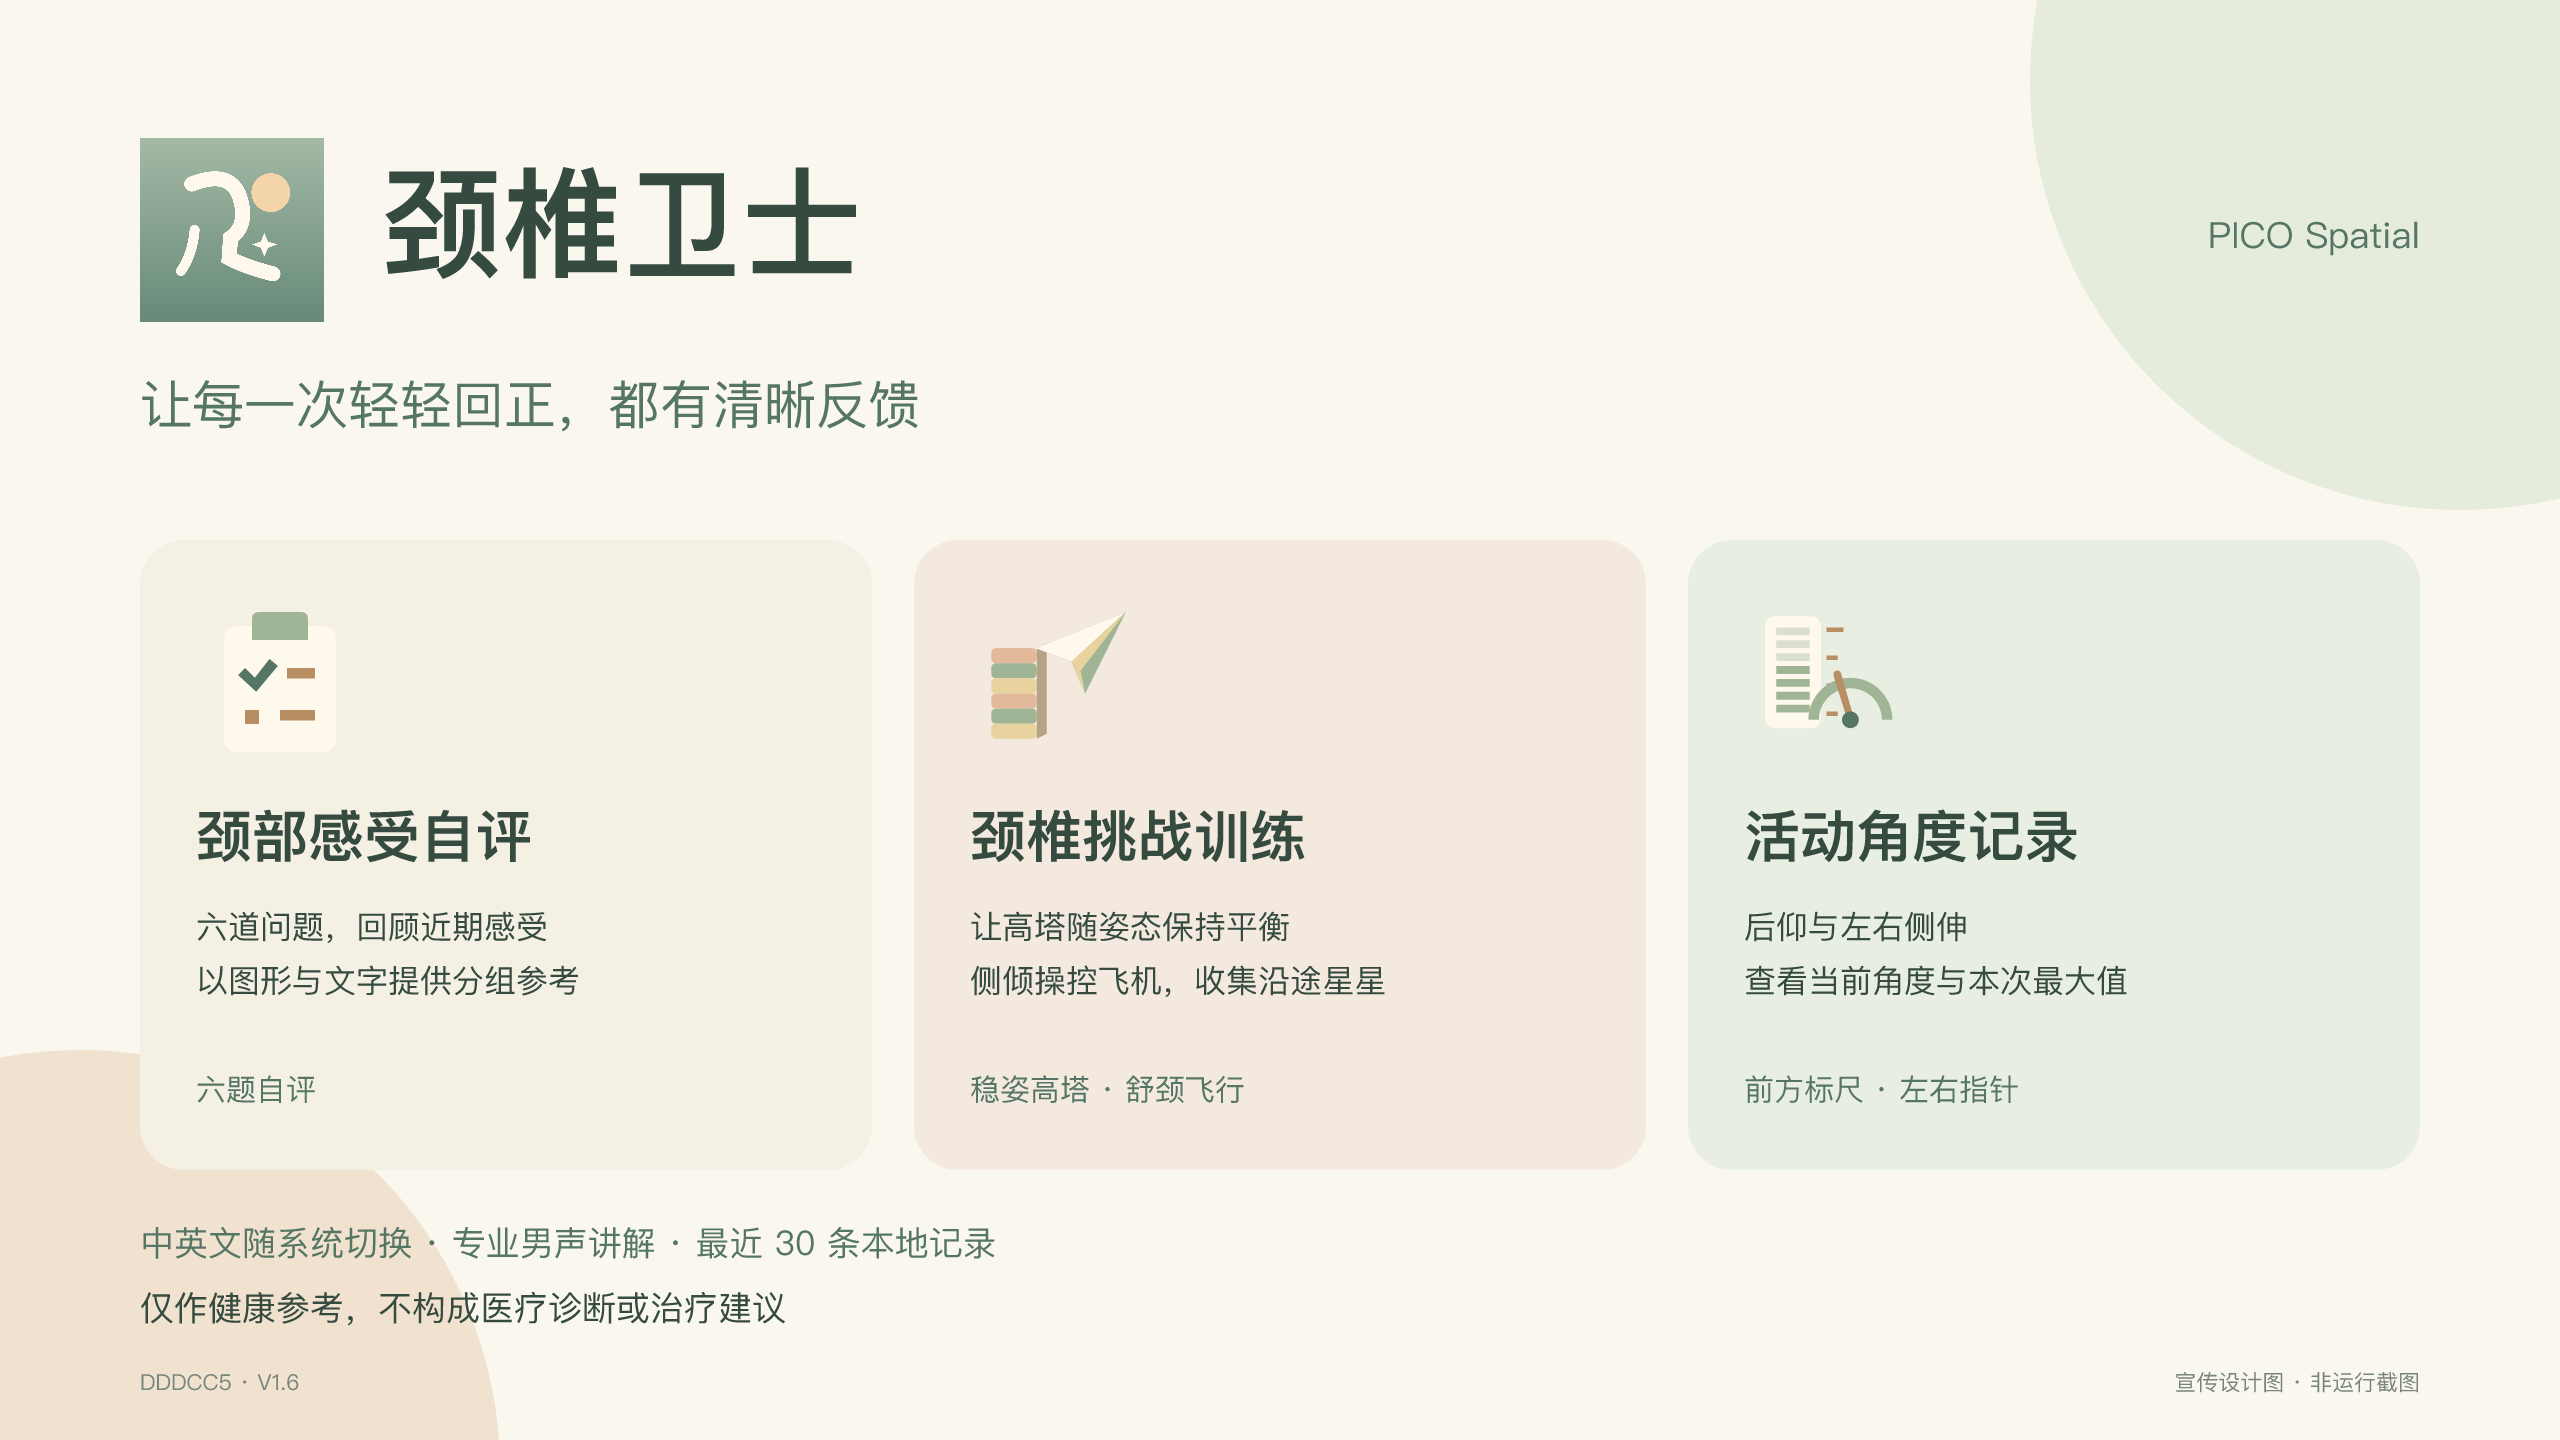 颈椎卫士
PICO Spatial
让每一次轻轻回正，都有清晰反馈
颈部感受自评
六道问题，回顾近期感受
以图形与文字提供分组参考
六题自评
颈椎挑战训练
让高塔随姿态保持平衡
侧倾操控飞机，收集沿途星星
稳姿高塔 · 舒颈飞行
活动角度记录
后仰与左右侧伸
查看当前角度与本次最大值
前方标尺 · 左右指针
中英文随系统切换 · 专业男声讲解 · 最近 30 条本地记录
仅作健康参考，不构成医疗诊断或治疗建议
DDDCC5 · V1.6
宣传设计图 · 非运行截图